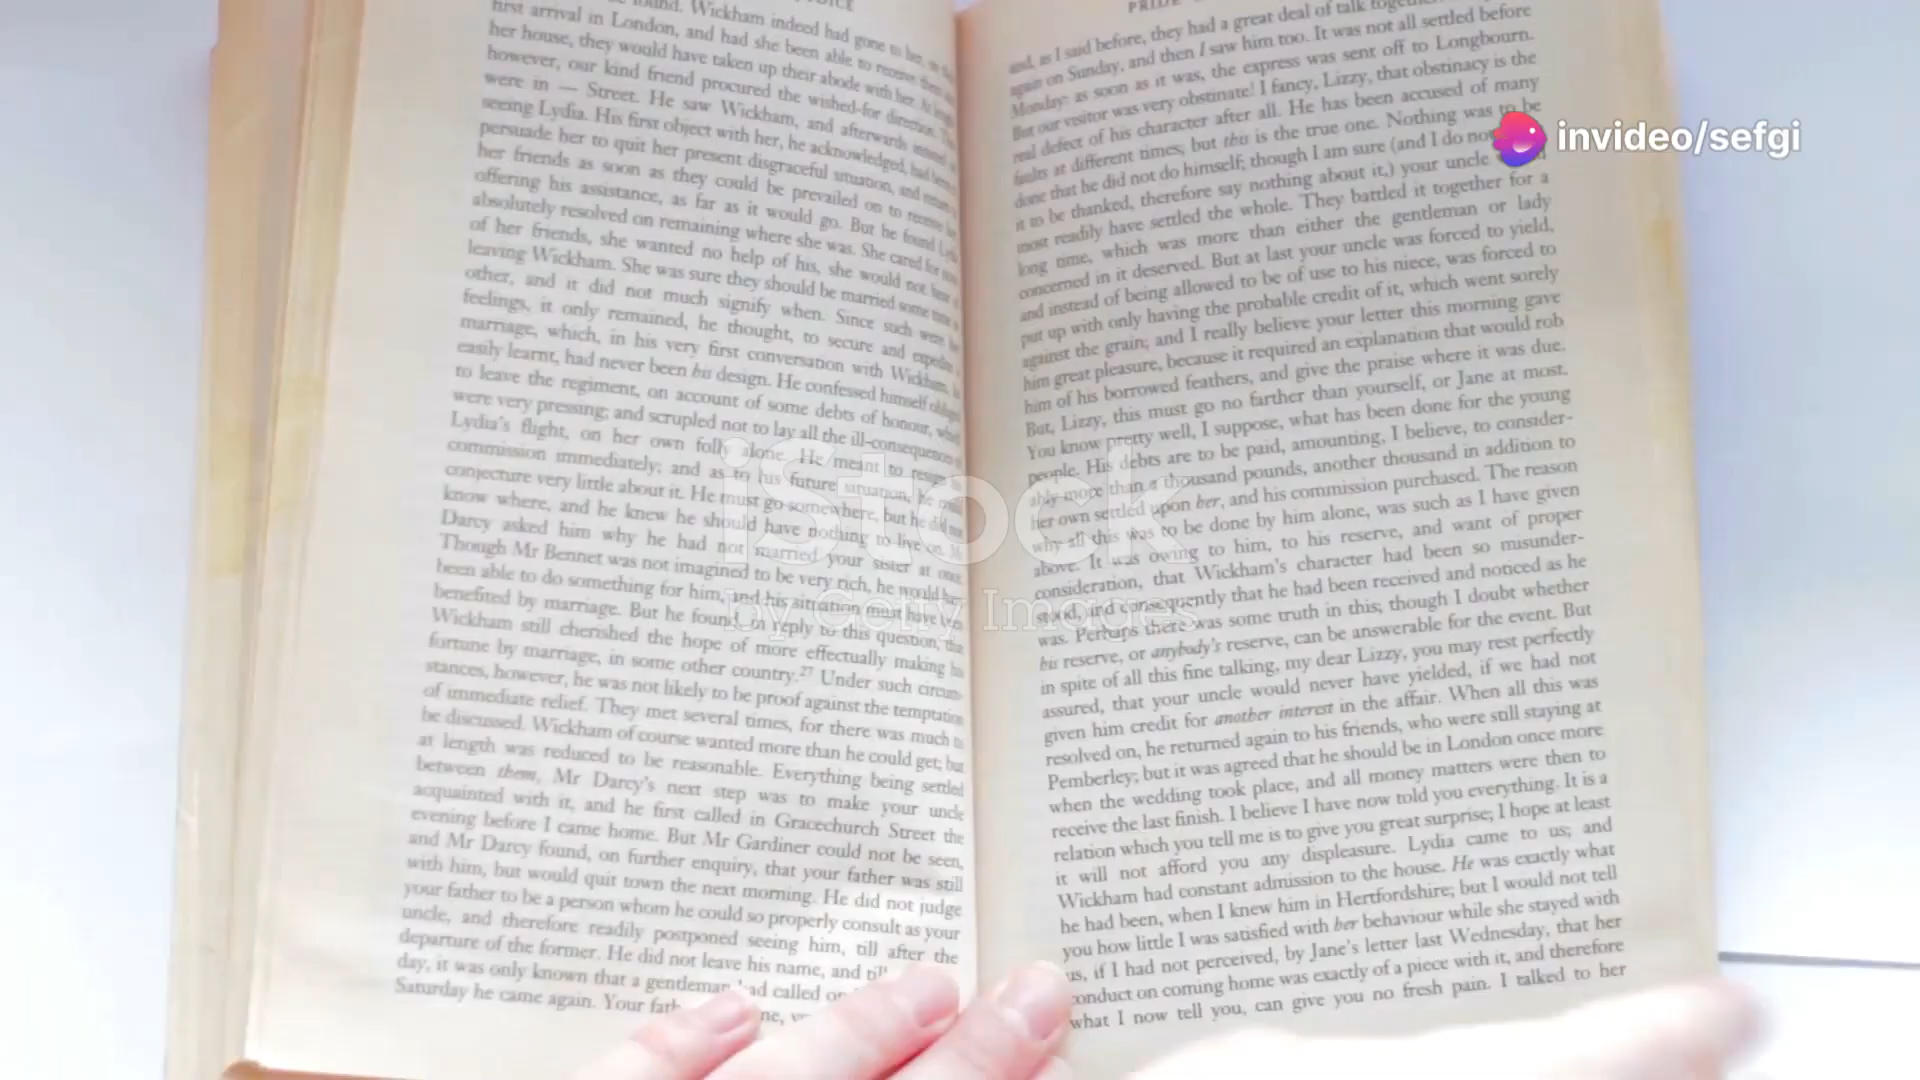 found. Wickham indeed had gone to her, on
first arrival in London, and had she been able to receive them
her house, they would have taken up their abode with her. At length
however, our kind friend procured the wished-for direction.
were in — Street. He saw Wickham, and afterwards
seeing Lydia. His first object with her, he acknowledged, had been
persuade her to quit her present disgraceful situation, and return
her friends as soon as they could be prevailed on to receive
offering his assistance, as far as it would go. But he found
absolutely resolved on remaining where she was. She cared for
of her friends, she wanted no help of his, she would not hear
leaving Wickham. She was sure they should be married some time
other, and it did not much signify when. Since such were
feelings, it only remained, he thought, to secure and
marriage, which, in his very first conversation with Wickham,
easily learnt, had never been his design. He confessed himself
to leave the regiment, on account of some debts of honour,
were very pressing; and scrupled not to lay all the ill-consequences
Lydia's flight, on her own folly alone. He meant to
commission immediately; and as to his future situation, he
conjecture very little about it. He must go somewhere, but he did not
know where, and he knew he should have nothing to live on.
Darcy asked him why he had not married your sister at once.
Though Mr Bennet was not imagined to be very rich, he would
been able to do something for him, and his situation must have been
benefited by marriage. But he found, in reply to this question, that
Wickham still cherished the hope of more effectually making his
fortune by marriage, in some other country.27 Under such circum-
stances, however, he was not likely to be proof against the temptation
of immediate relief. They met several times, for there was much to
be discussed. Wickham of course wanted more than he could get; but
at length was reduced to be reasonable. Everything being settled
between them, Mr Darcy's next step was to make your uncle
acquainted with it, and he first called in Gracechurch Street the
evening before I came home. But Mr Gardiner could not be seen,
and Mr Darcy found, on further enquiry, that your father was still
with him, but would quit town the next morning. He did not judge
your father to be a person whom he could so properly consult as your
uncle, and therefore readily postponed seeing him, till after the
departure of the former. He did not leave his name, and till
day, it was only known that a gentleman had called on
Saturday he came again. Your
PRIDE
and, as I said before, they had a great deal of talk together.
again on Sunday, and then I saw him too. It was not all settled before
Monday: as soon as it was, the express was sent off to Longbourn.
But our visitor was very obstinate! I fancy, Lizzy, that obstinacy is the
real defect of his character after all. He has been accused of many
faults at different times; but this is the true one. Nothing was to be
done that he did not do himself; though I am sure (and I do not
it to be thanked, therefore say nothing about it,) your uncle
most readily have settled the whole. They battled it together for a
long time, which was more than either the gentleman or lady
concerned in it deserved. But at last your uncle was forced to yield,
and instead of being allowed to be of use to his niece, was forced to
put up with only having the probable credit of it, which went sorely
against the grain; and I really believe your letter this morning gave
him great pleasure, because it required an explanation that would rob
him of his borrowed feathers, and give the praise where it was due.
But, Lizzy, this must go no farther than yourself, or Jane at most.
You know pretty well, I suppose, what has been done for the young
people. His debts are to be paid, amounting, I believe, to consider-
ably more than a thousand pounds, another thousand in addition to
her own settled upon her, and his commission purchased. The reason
why all this was to be done by him alone, was such as I have given
above. It was owing to him, to his reserve, and want of proper
consideration, that Wickham's character had been so misunder-
stood, and consequently that he had been received and noticed as he
was. Perhaps there was some truth in this; though I doubt whether
his reserve, or anybody's reserve, can be answerable for the event. But
in spite of all this fine talking, my dear Lizzy, you may rest perfectly
assured, that your uncle would never have yielded, if we had not
given him credit for another interest in the affair. When all this was
resolved on, he returned again to his friends, who were still staying at
Pemberley; but it was agreed that he should be in London once more
when the wedding took place, and all money matters were then to
receive the last finish. I believe I have now told you everything. It is a
relation which you tell me is to give you great surprise; I hope at least
it will not afford you any displeasure. Lydia came to us; and
Wickham had constant admission to the house. He was exactly what
he had been, when I knew him in Hertfordshire; but I would not tell
you how little I was satisfied with her behaviour while she stayed with
us, if I had not perceived, by Jane's letter last Wednesday, that her
conduct on coming home was exactly of a piece with it, and therefore
what I now tell you, can give you no fresh pain. I talked to her
invideo/sefgi
iStock
by Getty Images